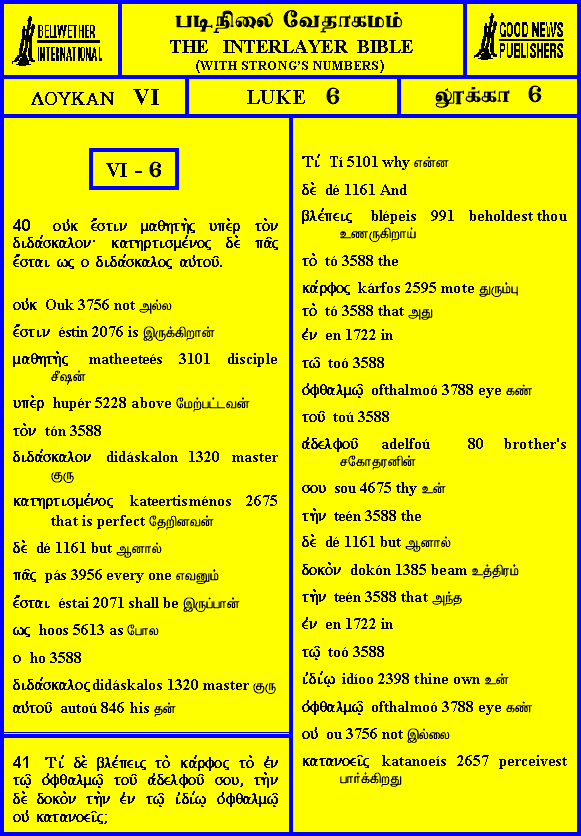 BELLWETHER
INTERNATIONAL
படிநிலை வேதாகமம்
THE INTERLAYER BIBLE
(WITH STRONG'S NUMBERS)
GOOD NEWS
PUBLISHERS
ΛΟΥΚΑΝ VI
LUKE 6
லூக்கா 6
VI - 6
40 οὐκ ἔστιν μαθητὴς υπὲρ τὸν
διδάσκαλον· κατηρτισμένος δὲ πᾶς
ἔσται ως ο διδάσκαλος αὐτοῦ.
οὐκ Ouk 3756 not அல்ல
ἔστιν éstin 2076 is இருக்கிறான்
μαθητὴς matheeteés 3101 disciple
சீஷன்
υπὲρ hupér 5228 above மேற்பட்டவன்
τὸν tón 3588
διδάσκαλον didáskalon 1320 master
குரு
κατηρτισμένος kateertisménos 2675
that is perfect தேறினவன்
δὲ dé 1161 but ஆனால்
πᾶς pás 3956 every one எவனும்
ἔσται éstai 2071 shall be இருப்பான்
ως hoos 5613 as போல
ο ho 3588
διδάσκαλος didáskalos 1320 master குரு
αὐτοῦ autoú 846 his தன்
41 Τί δὲ βλέπεις τὸ κάρφος τὸ ἐν
τῷ ὀφθαλμῷ τοῦ ἀδελφοῦ σου, τὴν
δὲ δοκὸν τὴν ἐν τῷ ἰδίῳ ὀφθαλμῷ
οὐ κατανοεῖς;
Τί Tí 5101 why என்ன
δὲ dé 1161 And
βλέπεις blépeis 991 beholdest thou
உணருகிறாய்
τὸ tó 3588 the
κάρφος kárfos 2595 mote துரும்பு
τὸ tó 3588 that அது
ἐν en 1722 in
τῷ toó 3588
ὀφθαλμῷ ofthalmoó 3788 eye கண்
τοῦ toú 3588
ἀδελφοῦ adelfoú 80 brother's
சகோதரனின்
σου sou 4675 thy உன்
τὴν teén 3588 the
δὲ dé 1161 but ஆனால்
δοκὸν dokón 1385 beam உத்திரம்
τὴν teén 3588 that அந்த
ἐν en 1722 in
τῷ toó 3588
ἰδίῳ idíoo 2398 thine own உன்
ὀφθαλμῷ ofthalmoó 3788 eye கண்
οὐ ou 3756 not இல்லை
κατανοεῖς katanoeís 2657 perceivest
பார்க்கிறது